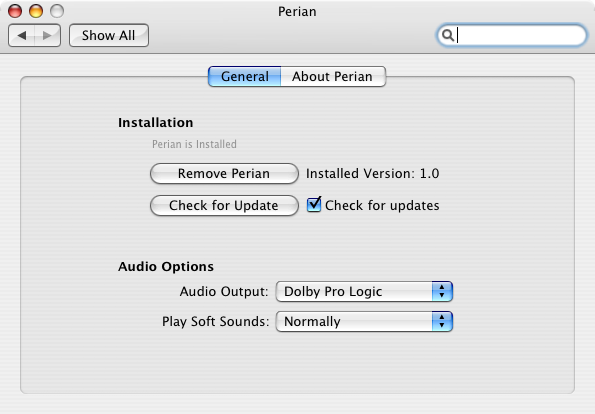 Perian
Show All
General About Perian
Installation
Perian is Installed
Remove Perian Installed Version: 1.0
Check for Update Check for updates
Audio Options
Audio Output: Dolby Pro Logic
Play Soft Sounds: Normally